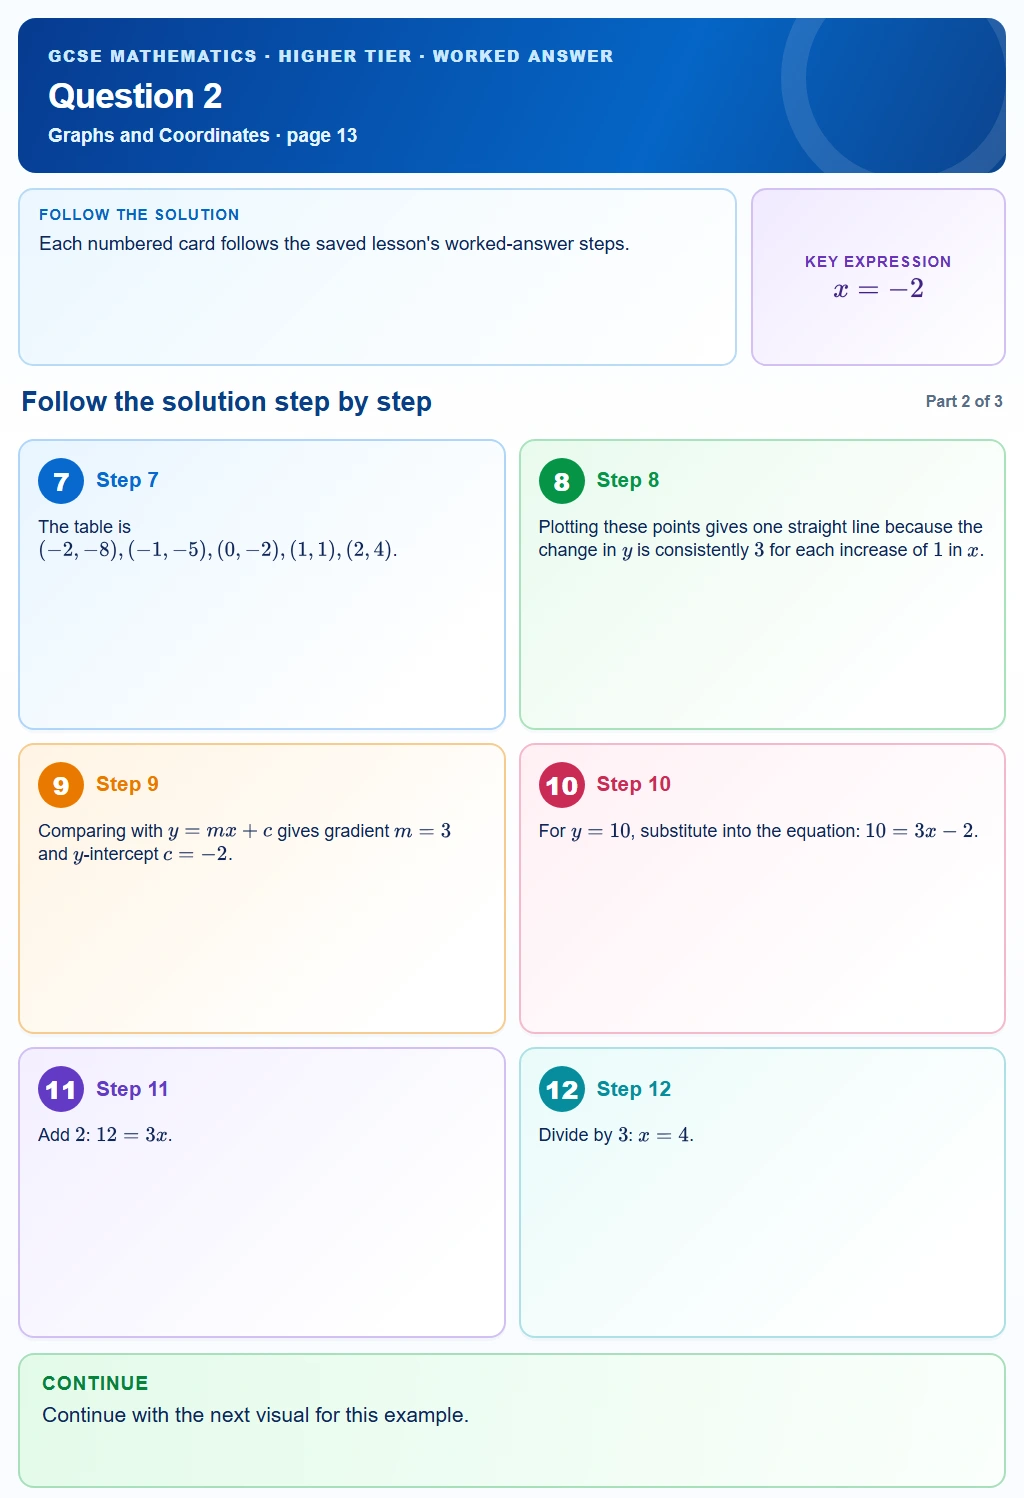 GCSE MATHEMATICS · HIGHER TIER · WORKED ANSWER
Question 2
Graphs and Coordinates · page 13
FOLLOW THE SOLUTION
Each numbered card follows the saved lesson's worked-answer steps.
KEY EXPRESSION
x = −2
Follow the solution step by step
Part 2 of 3
7 Step 7
The table is
(−2, −8), (−1, −5), (0, −2), (1, 1), (2, 4).
8 Step 8
Plotting these points gives one straight line because the
change in y is consistently 3 for each increase of 1 in x.
9 Step 9
Comparing with y = mx + c gives gradient m = 3
and y-intercept c = −2.
10 Step 10
For y = 10, substitute into the equation: 10 = 3x − 2.
11 Step 11
Add 2: 12 = 3x.
12 Step 12
Divide by 3: x = 4.
CONTINUE
Continue with the next visual for this example.